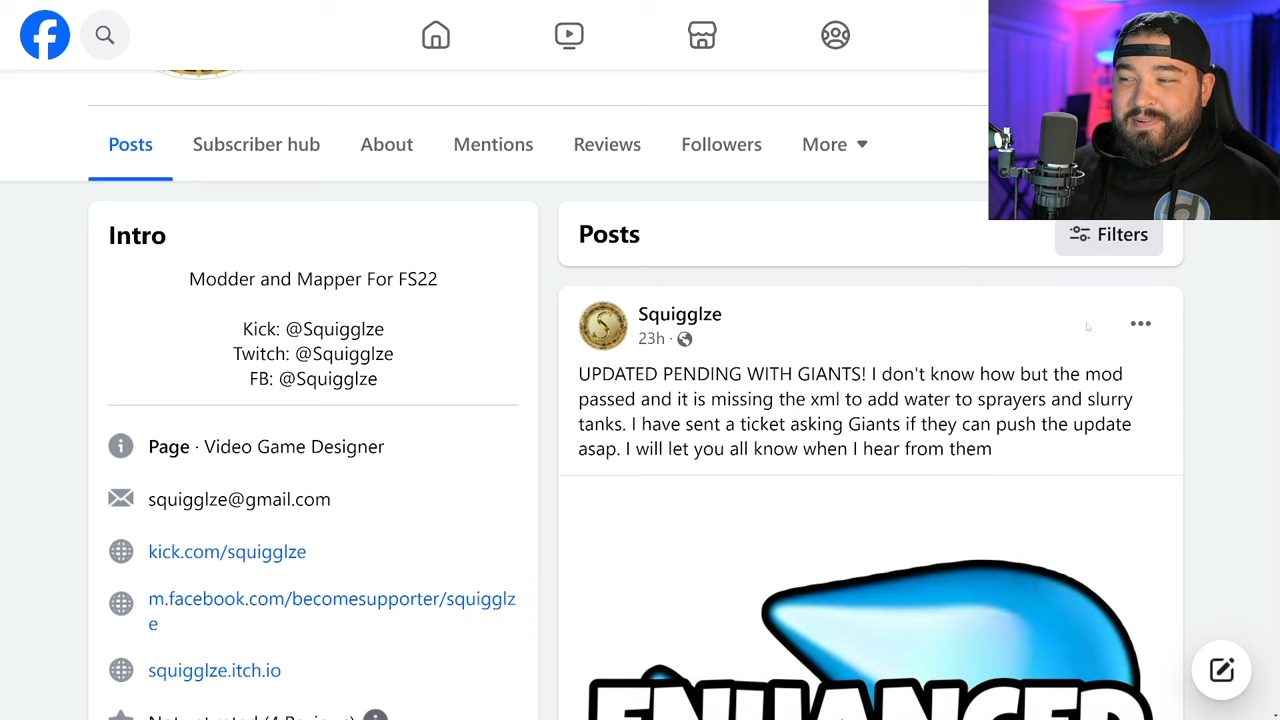 Posts
Subscriber hub
About
Mentions
Reviews
Followers
More
Intro
Modder and Mapper For FS22
Kick: @Squigglze
Twitch: @Squigglze
FB: @Squigglze
Page · Video Game Designer
squigglze@gmail.com
kick.com/squigglze
m.facebook.com/becomesupporter/squigglz
e
squigglze.itch.io
Posts
Filters
Squigglze
23h ·
UPDATED PENDING WITH GIANTS! I don't know how but the mod
passed and it is missing the xml to add water to sprayers and slurry
tanks. I have sent a ticket asking Giants if they can push the update
asap. I will let you all know when I hear from them
ENHANCED